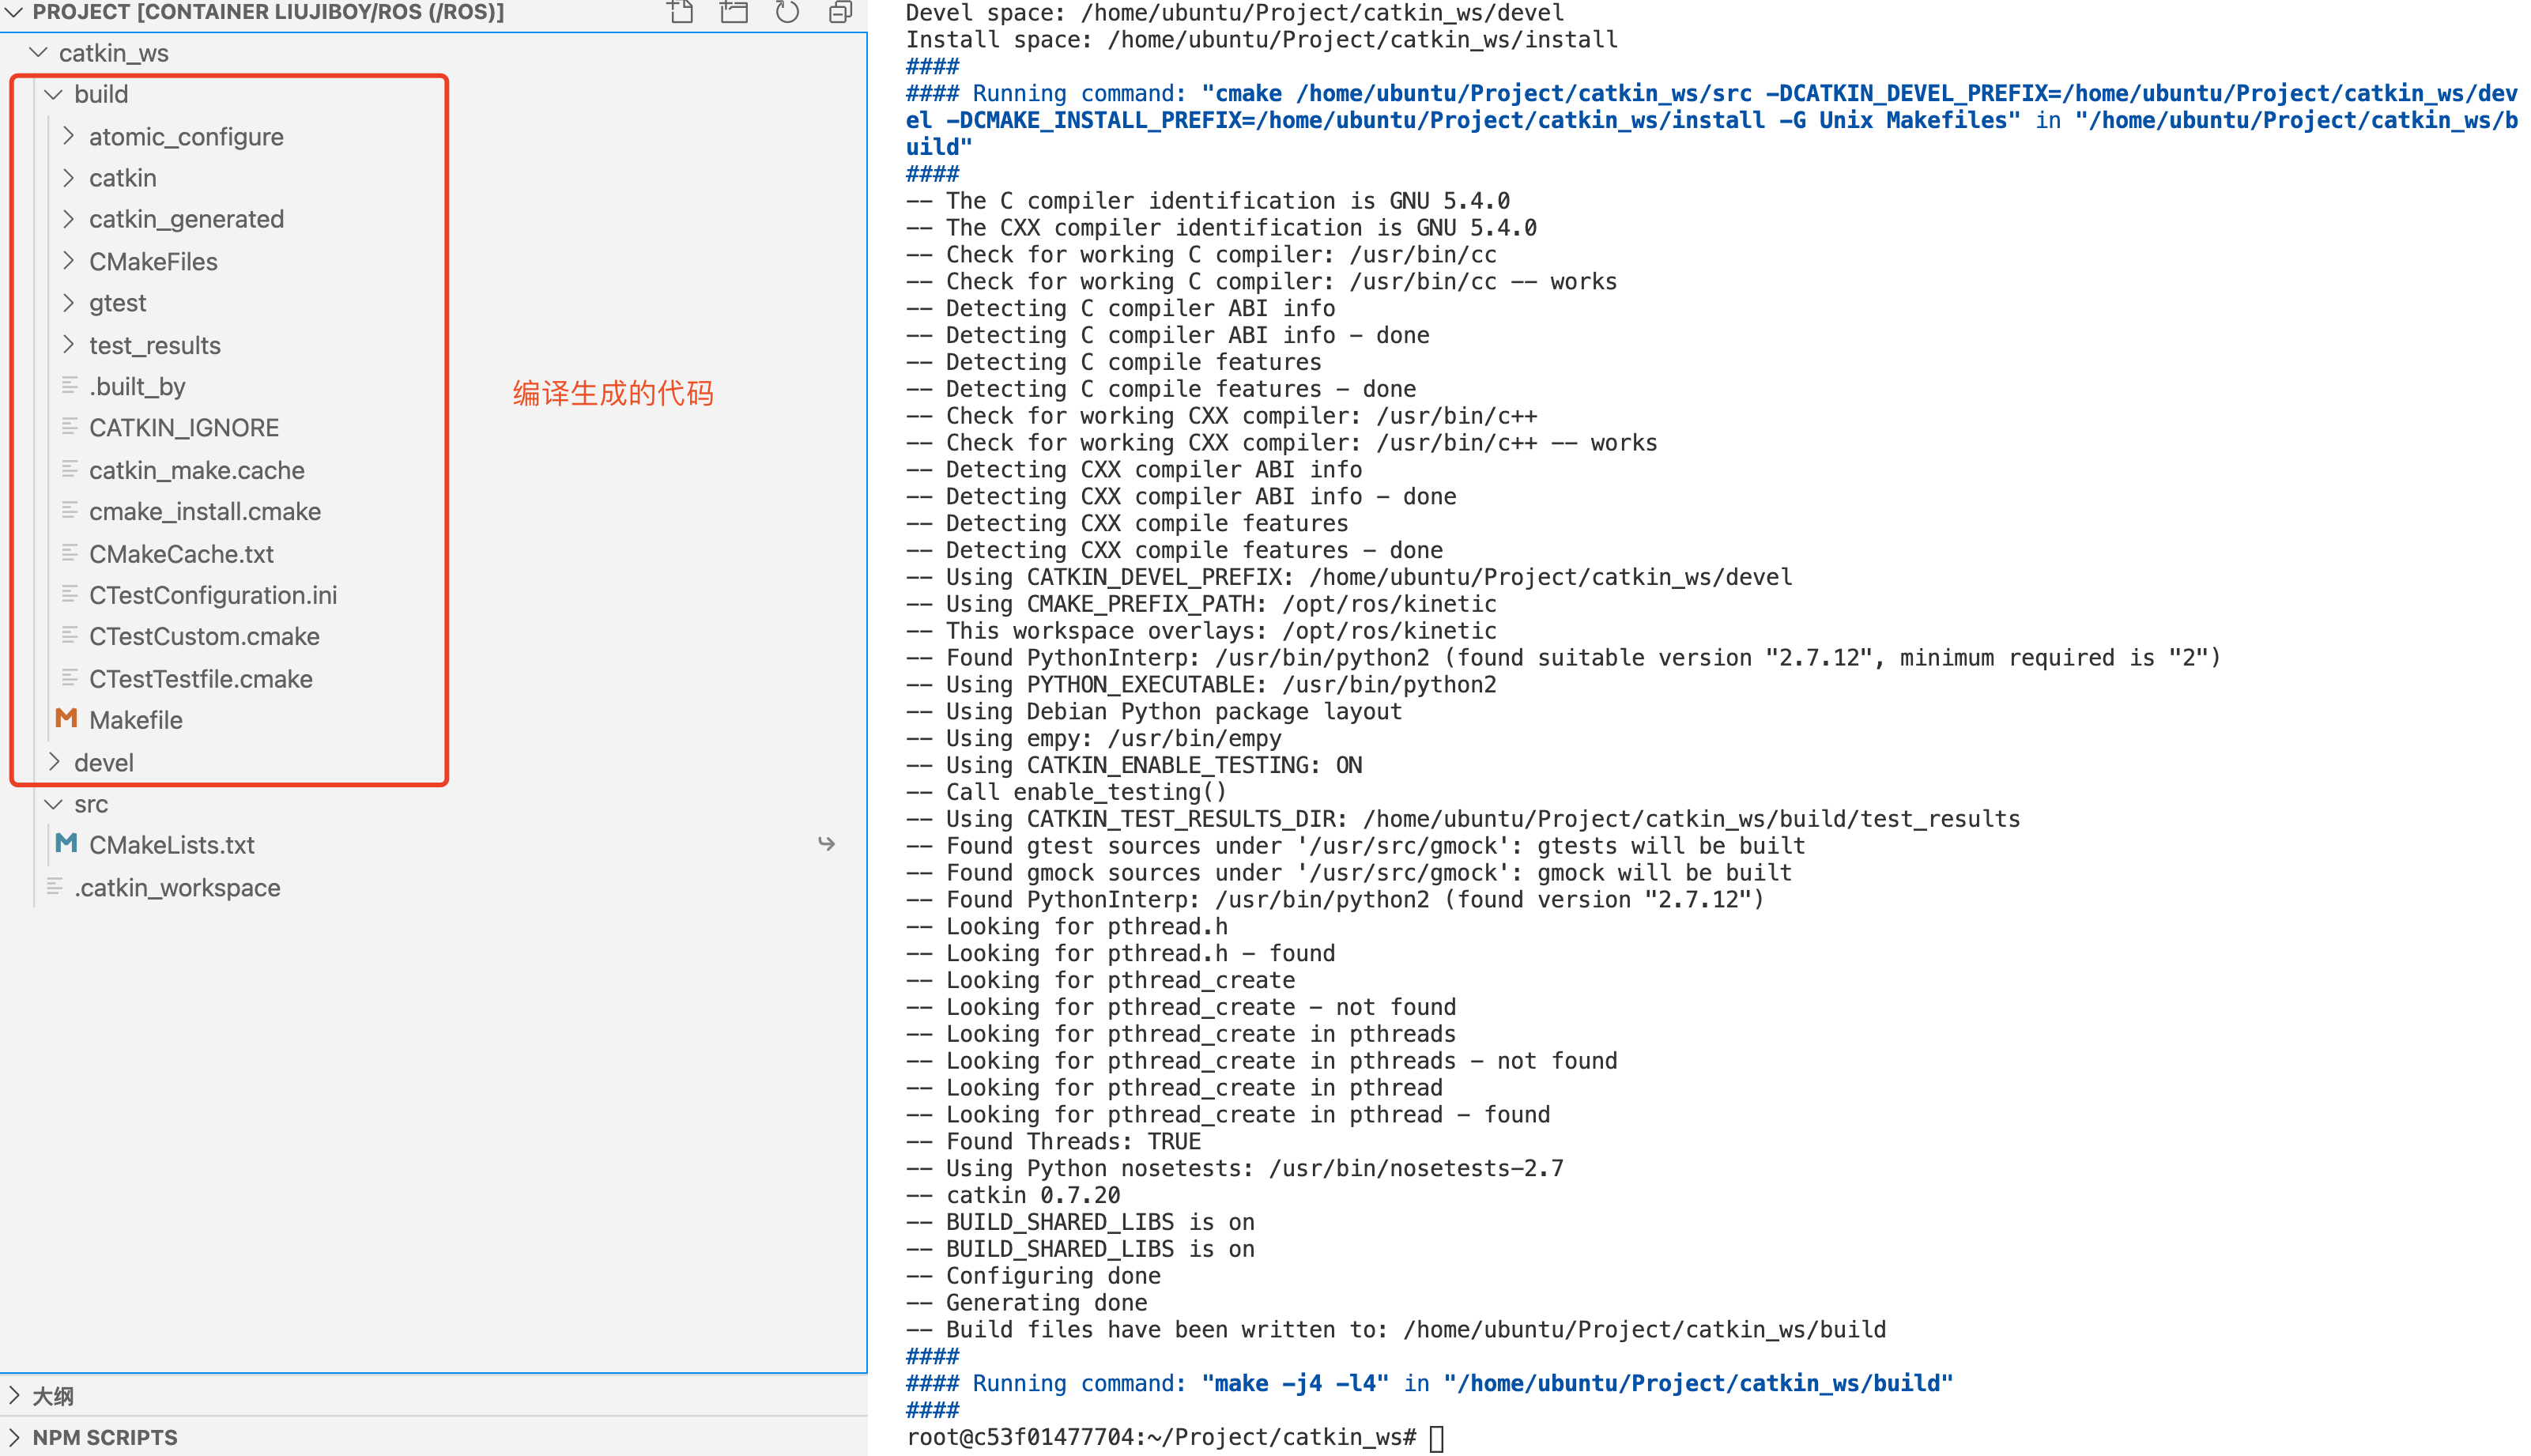 PROJECT [CONTAINER LIUJIBOY/ROS (/ROS)]
catkin_ws
build
atomic_configure
catkin
catkin_generated
CMakeFiles
gtest
test_results
.built_by
CATKIN_IGNORE
catkin_make.cache
cmake_install.cmake
CMakeCache.txt
CTestConfiguration.ini
CTestCustom.cmake
CTestTestfile.cmake
Makefile
devel
src
CMakeLists.txt
.catkin_workspace
编译生成的代码
大纲
NPM SCRIPTS
Devel space: /home/ubuntu/Project/catkin_ws/devel
Install space: /home/ubuntu/Project/catkin_ws/install
####
#### Running command: "cmake /home/ubuntu/Project/catkin_ws/src -DCATKIN_DEVEL_PREFIX=/home/ubuntu/Project/catkin_ws/dev
el -DCMAKE_INSTALL_PREFIX=/home/ubuntu/Project/catkin_ws/install -G Unix Makefiles" in "/home/ubuntu/Project/catkin_ws/b
uild"
####
-- The C compiler identification is GNU 5.4.0
-- The CXX compiler identification is GNU 5.4.0
-- Check for working C compiler: /usr/bin/cc
-- Check for working C compiler: /usr/bin/cc -- works
-- Detecting C compiler ABI info
-- Detecting C compiler ABI info - done
-- Detecting C compile features
-- Detecting C compile features - done
-- Check for working CXX compiler: /usr/bin/c++
-- Check for working CXX compiler: /usr/bin/c++ -- works
-- Detecting CXX compiler ABI info
-- Detecting CXX compiler ABI info - done
-- Detecting CXX compile features
-- Detecting CXX compile features - done
-- Using CATKIN_DEVEL_PREFIX: /home/ubuntu/Project/catkin_ws/devel
-- Using CMAKE_PREFIX_PATH: /opt/ros/kinetic
-- This workspace overlays: /opt/ros/kinetic
-- Found PythonInterp: /usr/bin/python2 (found suitable version "2.7.12", minimum required is "2")
-- Using PYTHON_EXECUTABLE: /usr/bin/python2
-- Using Debian Python package layout
-- Using empy: /usr/bin/empy
-- Using CATKIN_ENABLE_TESTING: ON
-- Call enable_testing()
-- Using CATKIN_TEST_RESULTS_DIR: /home/ubuntu/Project/catkin_ws/build/test_results
-- Found gtest sources under '/usr/src/gmock': gtests will be built
-- Found gmock sources under '/usr/src/gmock': gmock will be built
-- Found PythonInterp: /usr/bin/python2 (found version "2.7.12")
-- Looking for pthread.h
-- Looking for pthread.h - found
-- Looking for pthread_create
-- Looking for pthread_create - not found
-- Looking for pthread_create in pthreads
-- Looking for pthread_create in pthreads - not found
-- Looking for pthread_create in pthread
-- Looking for pthread_create in pthread - found
-- Found Threads: TRUE
-- Using Python nosetests: /usr/bin/nosetests-2.7
-- catkin 0.7.20
-- BUILD_SHARED_LIBS is on
-- BUILD_SHARED_LIBS is on
-- Configuring done
-- Generating done
-- Build files have been written to: /home/ubuntu/Project/catkin_ws/build
####
#### Running command: "make -j4 -l4" in "/home/ubuntu/Project/catkin_ws/build"
####
root@c53f01477704:~/Project/catkin_ws#